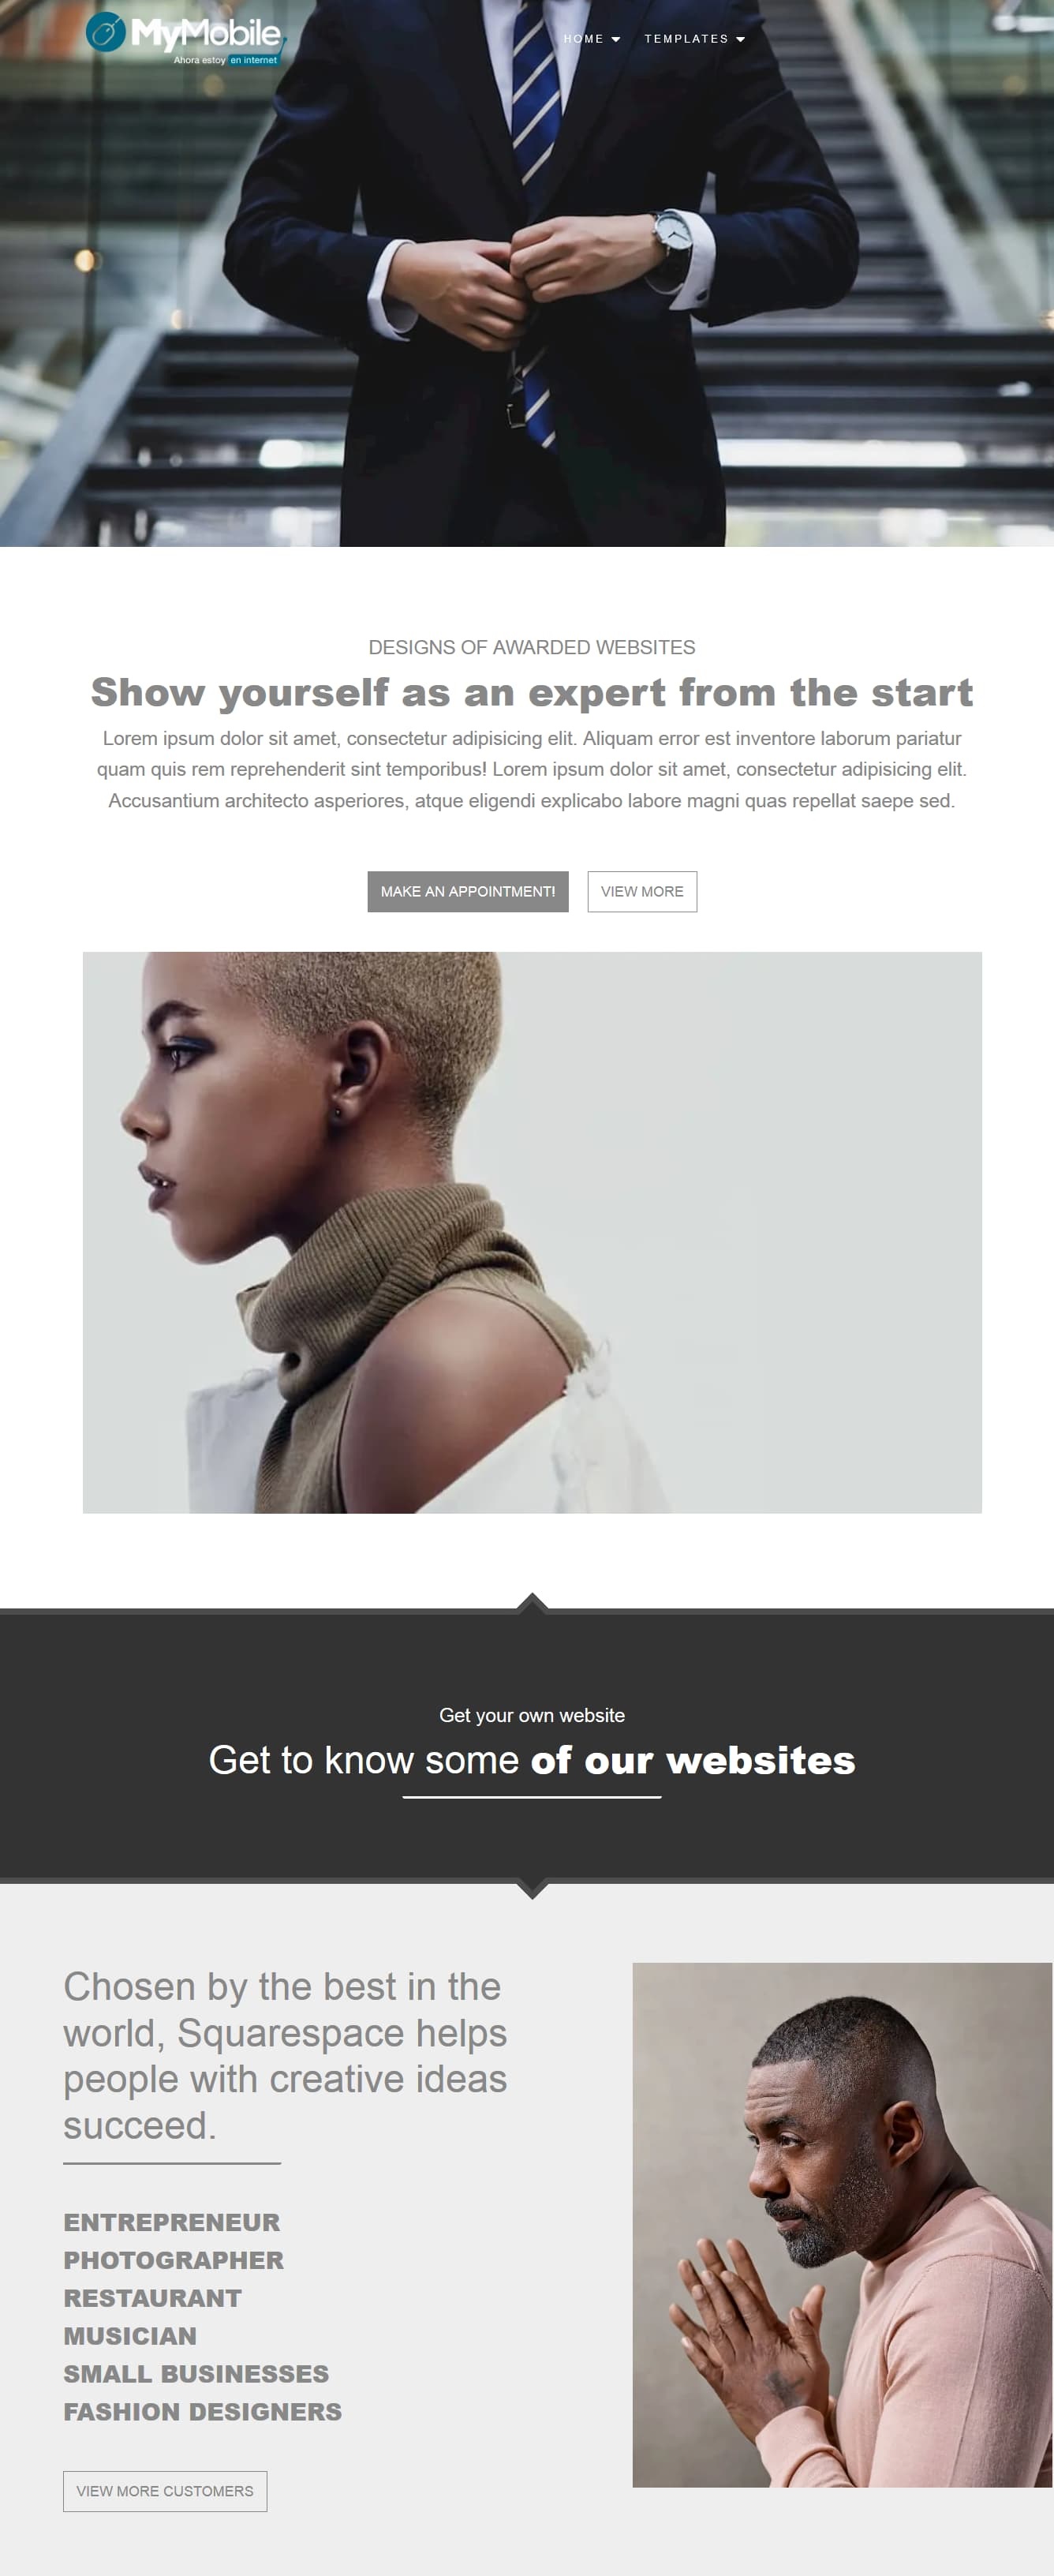 MyMobile
Ahora estoy en internet
HOME
TEMPLATES
DESIGNS OF AWARDED WEBSITES
Show yourself as an expert from the start
Lorem ipsum dolor sit amet, consectetur adipisicing elit. Aliquam error est inventore laborum pariatur
quam quis rem reprehenderit sint temporibus! Lorem ipsum dolor sit amet, consectetur adipisicing elit.
Accusantium architecto asperiores, atque eligendi explicabo labore magni quas repellat saepe sed.
MAKE AN APPOINTMENT!
VIEW MORE
Get your own website
Get to know some of our websites
Chosen by the best in the
world, Squarespace helps
people with creative ideas
succeed.
ENTREPRENEUR
PHOTOGRAPHER
RESTAURANT
MUSICIAN
SMALL BUSINESSES
FASHION DESIGNERS
VIEW MORE CUSTOMERS